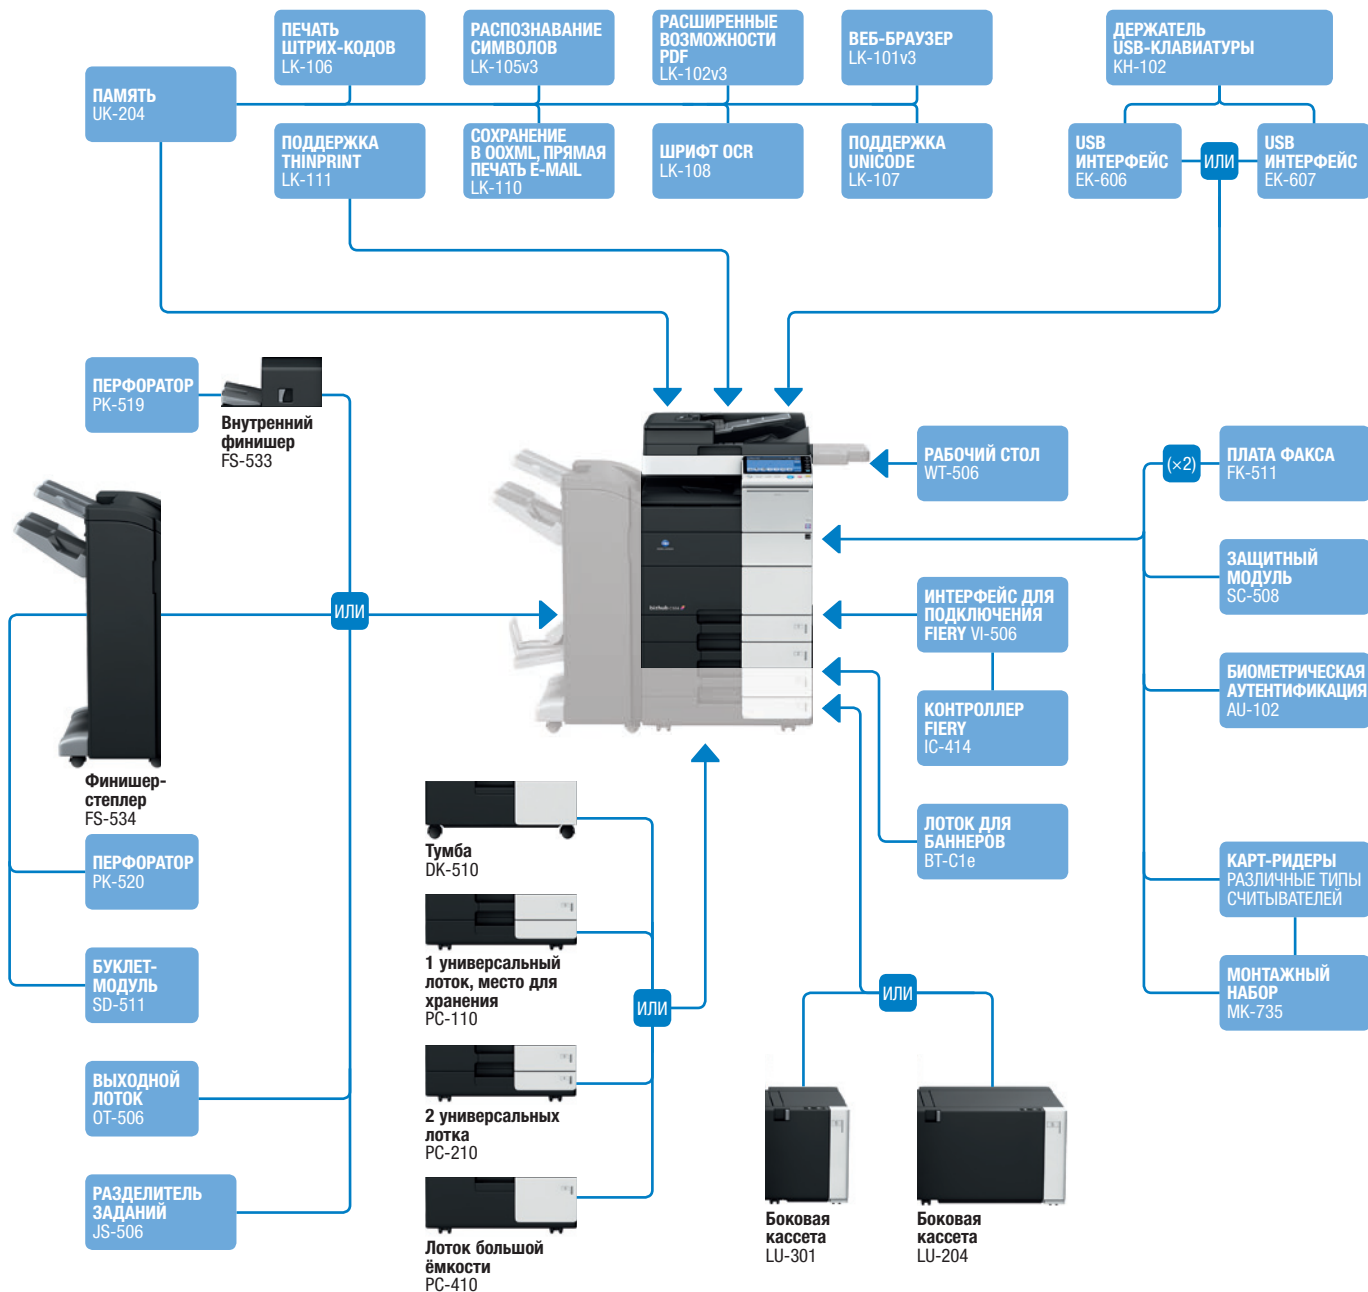 ПЕЧАТЬ
ШТРИХ-КОДОВ
LK-106
РАСПОЗНАВАНИЕ
СИМВОЛОВ
LK-105v3
РАСШИРЕННЫЕ
ВОЗМОЖНОСТИ
PDF
LK-102v3
ВЕБ-БРАУЗЕР
LK-101v3
ДЕРЖАТЕЛЬ
USB-КЛАВИАТУРЫ
KH-102
ПАМЯТЬ
UK-204
ПОДДЕРЖКА
THINPRINT
LK-111
СОХРАНЕНИЕ
В OOXML, ПРЯМАЯ
ПЕЧАТЬ E-MAIL
LK-110
ШРИФТ OCR
LK-108
ПОДДЕРЖКА
UNICODE
LK-107
USB
ИНТЕРФЕЙС
EK-606
ИЛИ
USB
ИНТЕРФЕЙС
EK-607
ПЕРФОРАТОР
PK-519
Внутренний
финишер
FS-533
РАБОЧИЙ СТОЛ
WT-506
(×2)
ПЛАТА ФАКСА
FK-511
ЗАЩИТНЫЙ
МОДУЛЬ
SC-508
ИЛИ
ИНТЕРФЕЙС ДЛЯ
ПОДКЛЮЧЕНИЯ
FIERY VI-506
БИОМЕТРИЧЕСКАЯ
АУТЕНТИФИКАЦИЯ
AU-102
КОНТРОЛЛЕР
FIERY
IC-414
Финишер-
степлер
FS-534
ЛОТОК ДЛЯ
БАННЕРОВ
BT-C1e
Тумба
DK-510
ПЕРФОРАТОР
PK-520
КАРТ-РИДЕРЫ
РАЗЛИЧНЫЕ ТИПЫ
СЧИТЫВАТЕЛЕЙ
БУКЛЕТ-
МОДУЛЬ
SD-511
1 универсальный
лоток, место для
хранения
PC-110
ИЛИ
ИЛИ
МОНТАЖНЫЙ
НАБОР
MK-735
ВЫХОДНОЙ
ЛОТОК
OT-506
2 универсальных
лотка
PC-210
РАЗДЕЛИТЕЛЬ
ЗАДАНИЙ
JS-506
Лоток большой
ёмкости
PC-410
Боковая
кассета
LU-301
Боковая
кассета
LU-204